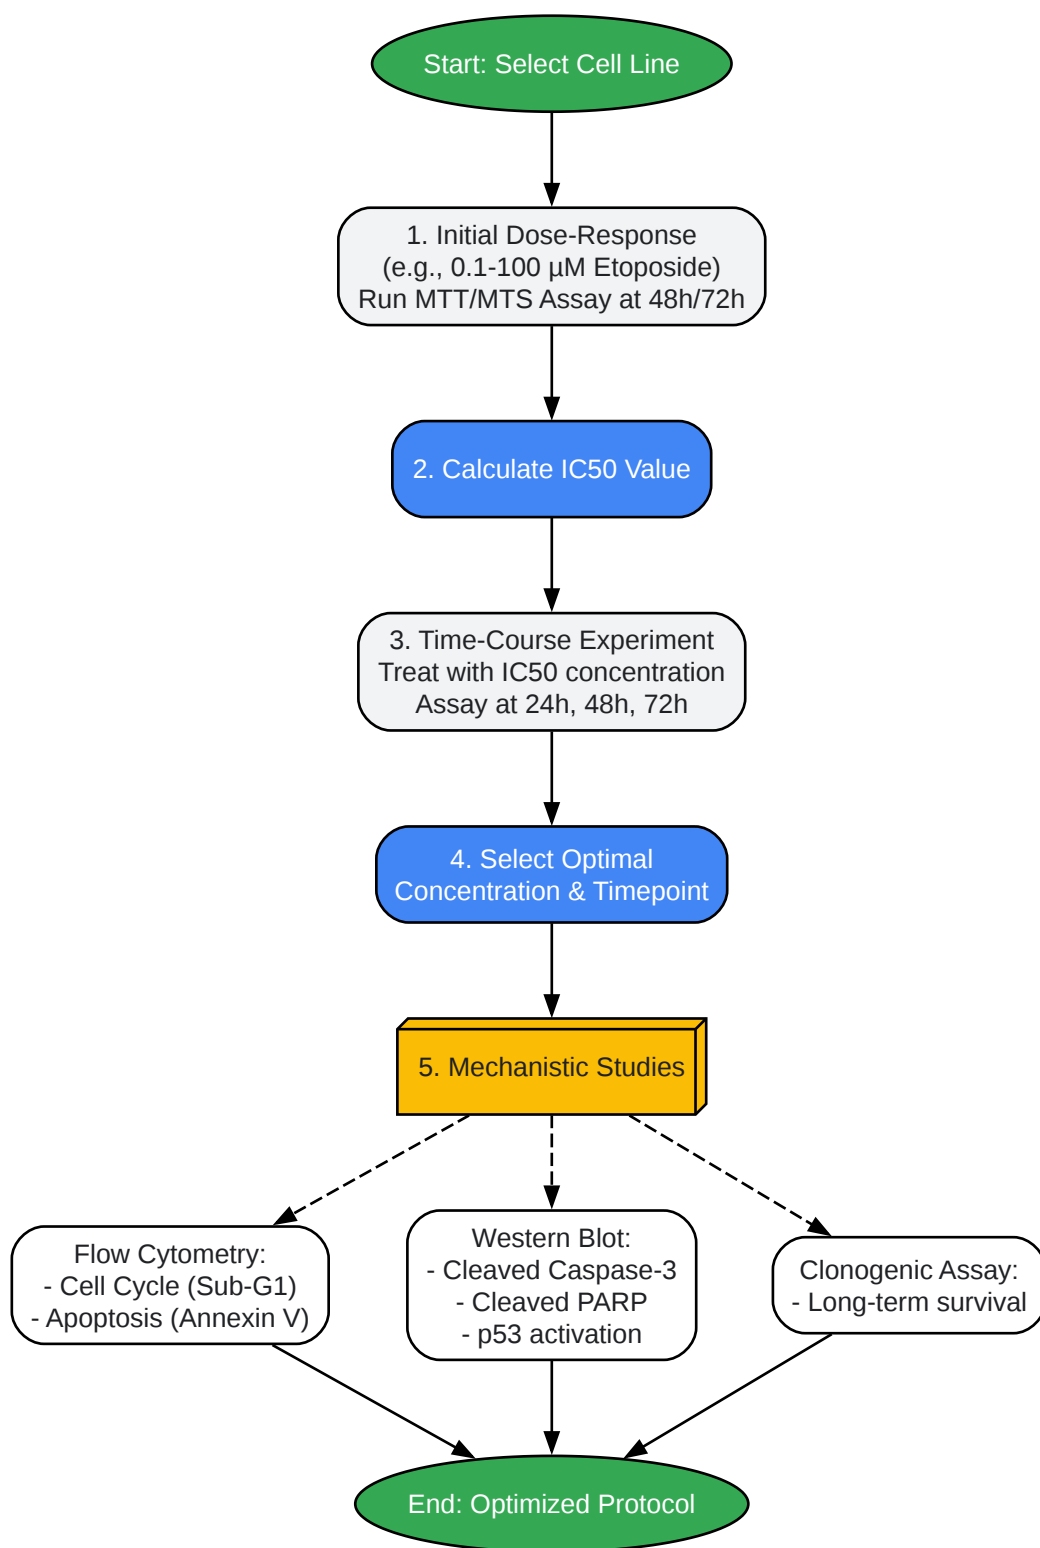 Start: Select Cell Line
1. Initial Dose-Response
(e.g., 0.1-100 µM Etoposide)
Run MTT/MTS Assay at 48h/72h
2. Calculate IC50 Value
3. Time-Course Experiment
Treat with IC50 concentration
Assay at 24h, 48h, 72h
4. Select Optimal
Concentration & Timepoint
5. Mechanistic Studies
Flow Cytometry:
- Cell Cycle (Sub-G1)
- Apoptosis (Annexin V)
Western Blot:
- Cleaved Caspase-3
- Cleaved PARP
- p53 activation
Clonogenic Assay:
- Long-term survival
End: Optimized Protocol